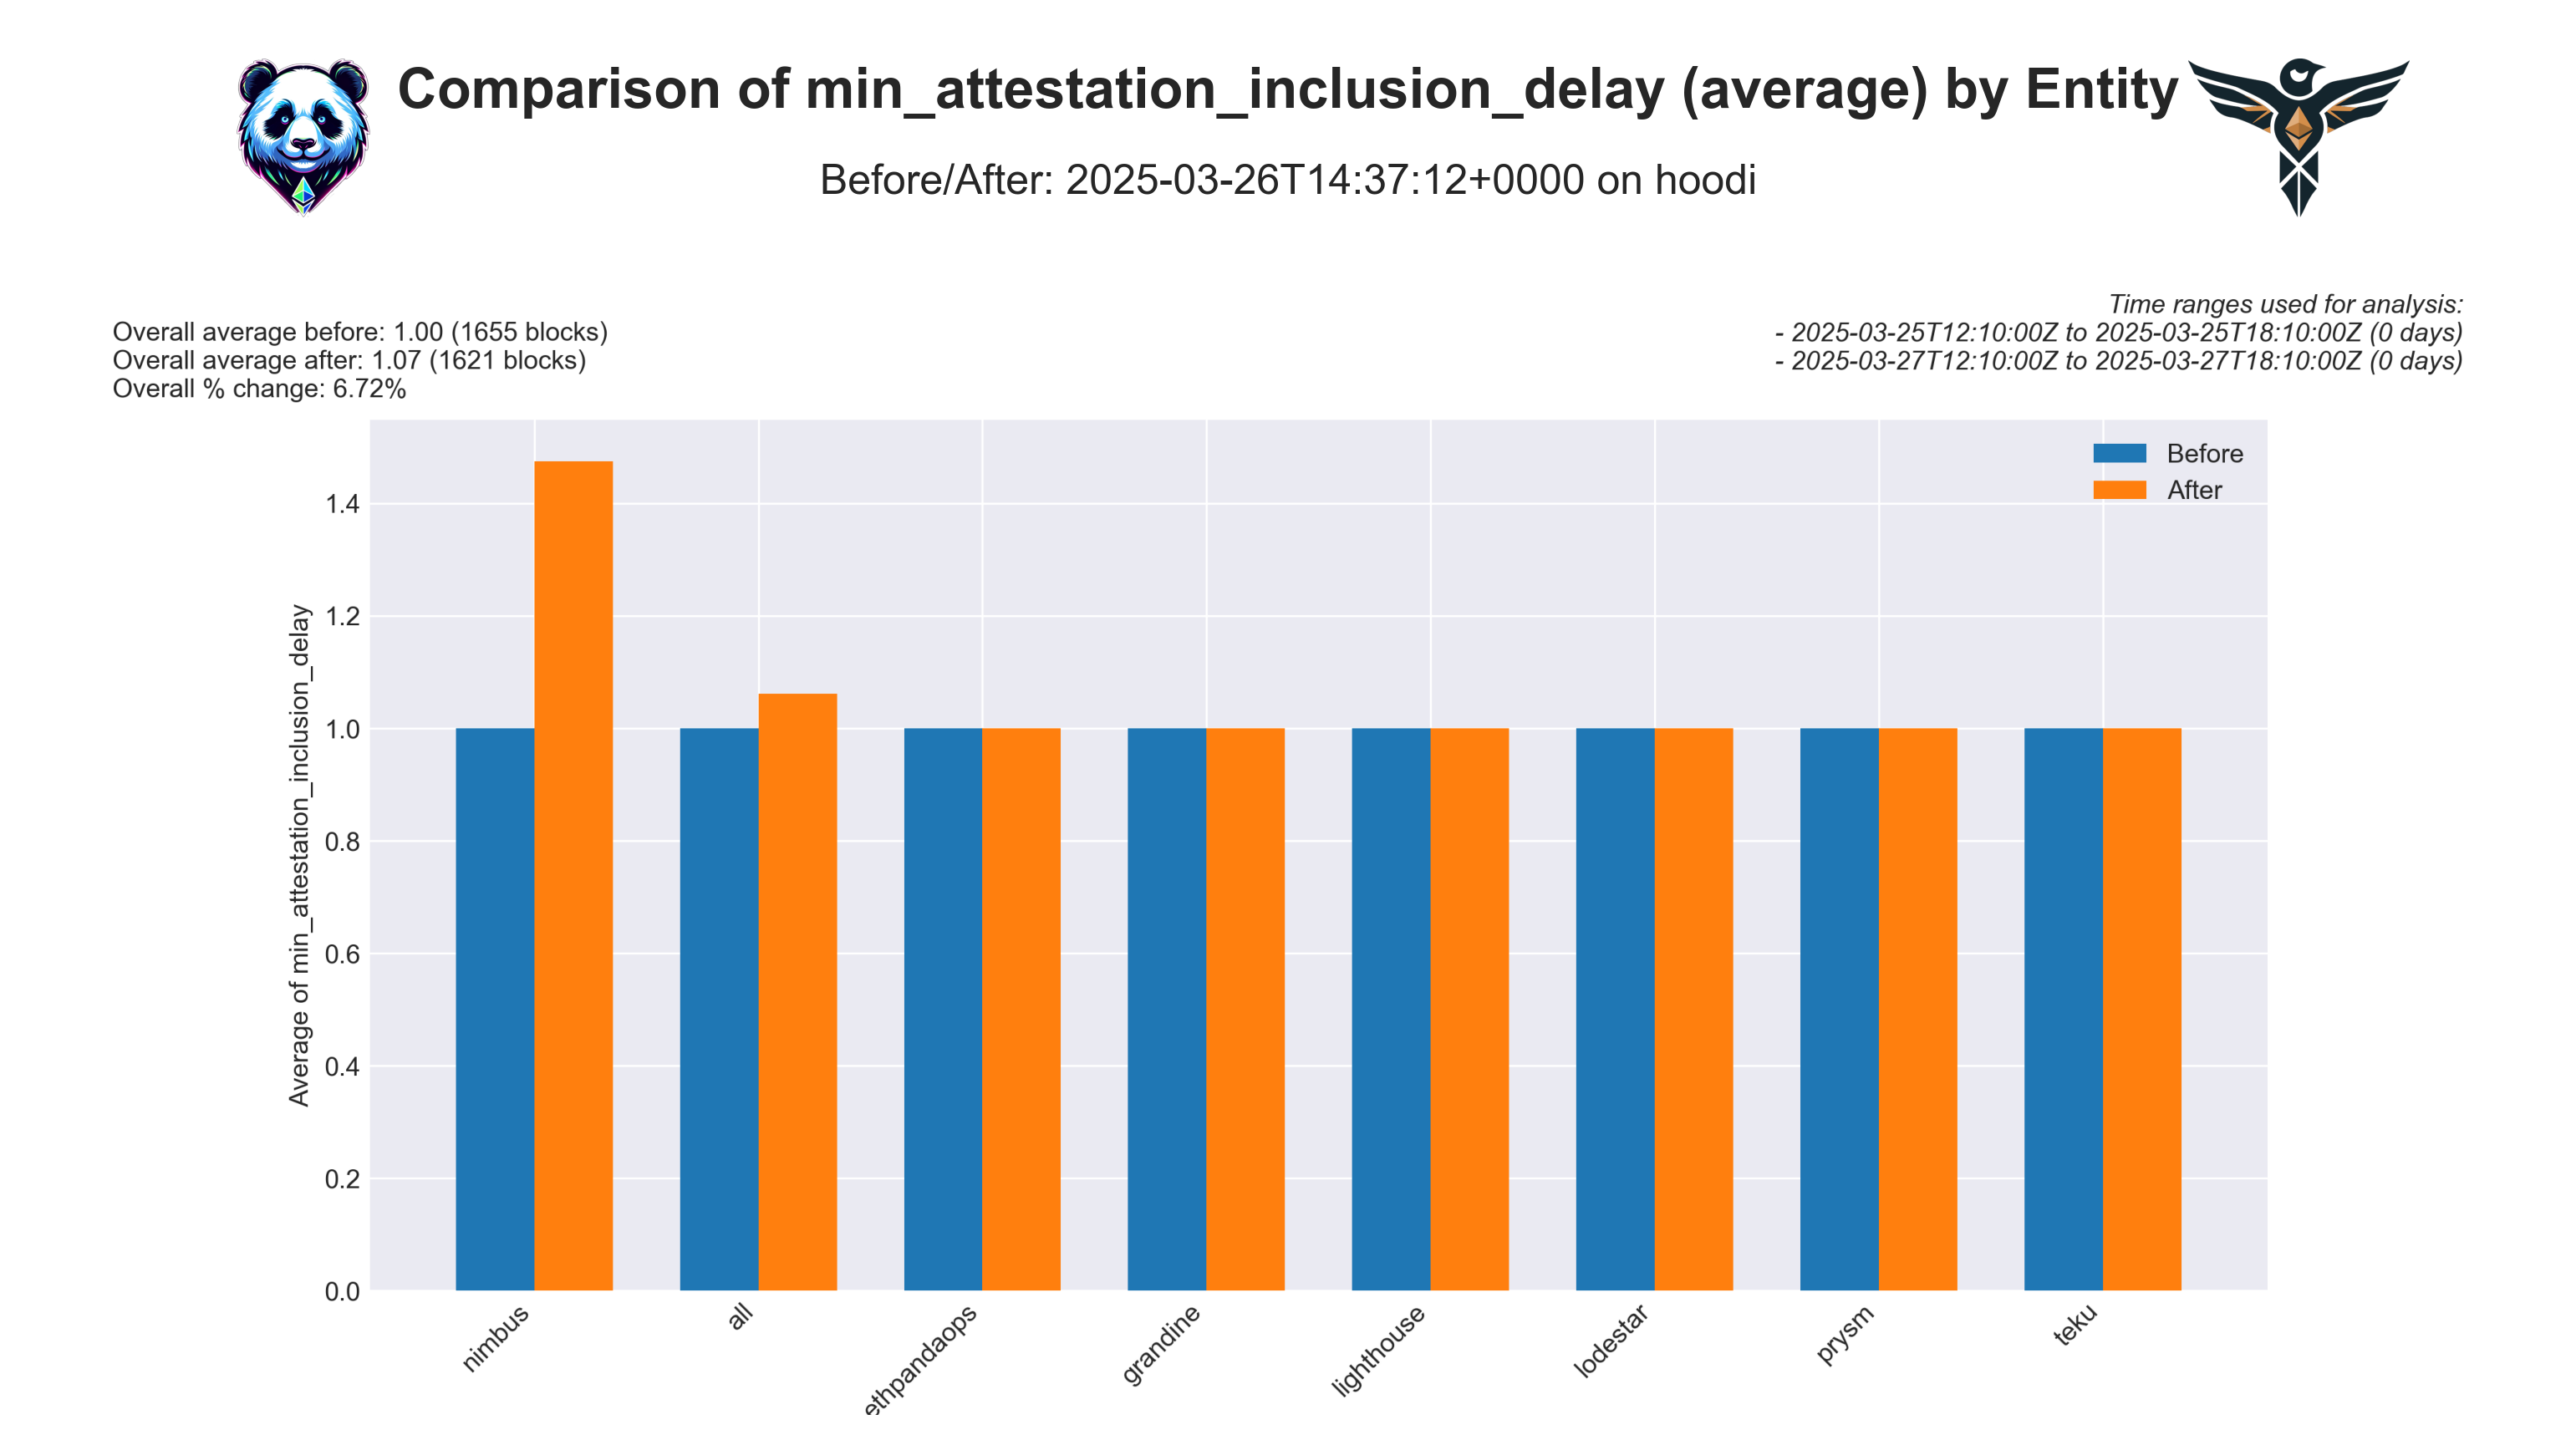 Comparison of min_attestation_inclusion_delay (average) by Entity
Before/After: 2025-03-26T14:37:12+0000 on hoodi
Overall average before: 1.00 (1655 blocks)
Overall average after: 1.07 (1621 blocks)
Overall % change: 6.72%
Time ranges used for analysis:
- 2025-03-25T12:10:00Z to 2025-03-25T18:10:00Z (0 days)
- 2025-03-27T12:10:00Z to 2025-03-27T18:10:00Z (0 days)
Before
After
Average of min_attestation_inclusion_delay
1.4
1.2
1.0
0.8
0.6
0.4
0.2
0.0
nimbus
all
ethpandaops
grandine
lighthouse
lodestar
prysm
teku